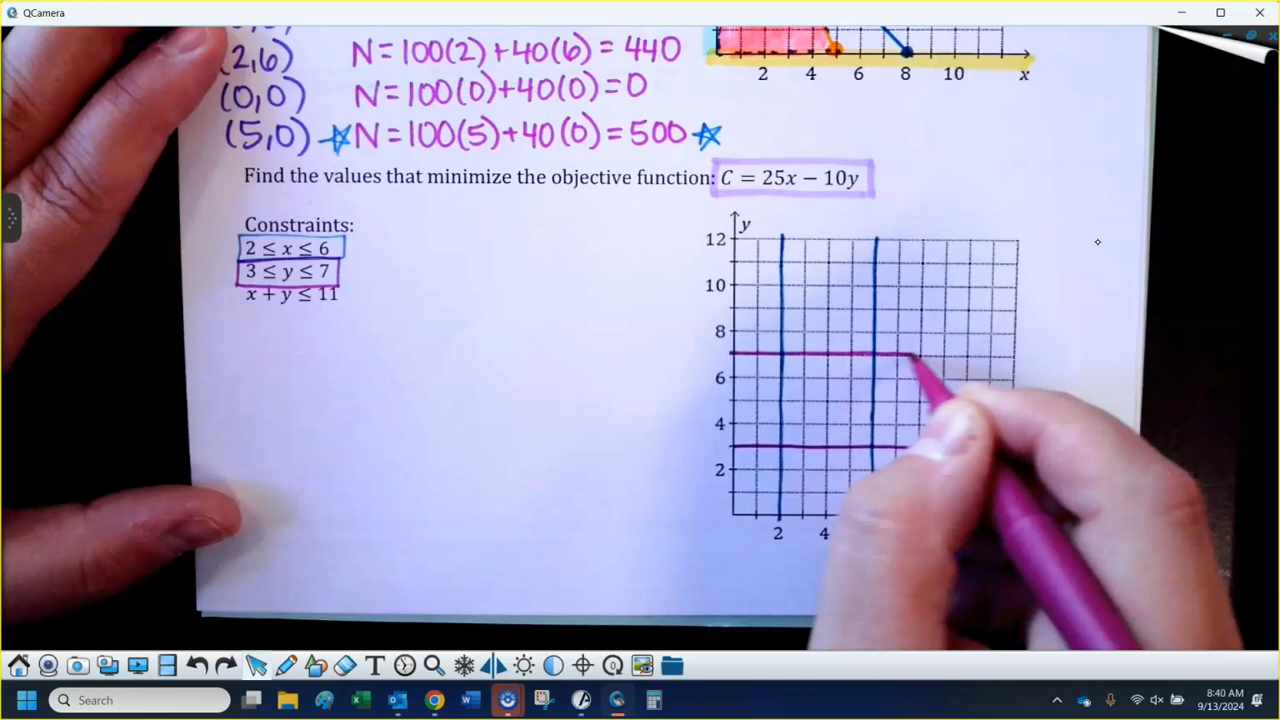 QCamera
(2,6) N = 100(2) + 40(6) = 440
(0,0) N = 100(0) + 40(0) = 0
(5,0) N = 100(5) + 40(0) = 500
2 4 6 8 10 x
Find the values that minimize the objective function: C = 25x − 10y
Constraints:
2 ≤ x ≤ 6
3 ≤ y ≤ 7
x + y ≤ 11
y
12
10
8
6
4
2
2 4
Search
8:40 AM
9/13/2024